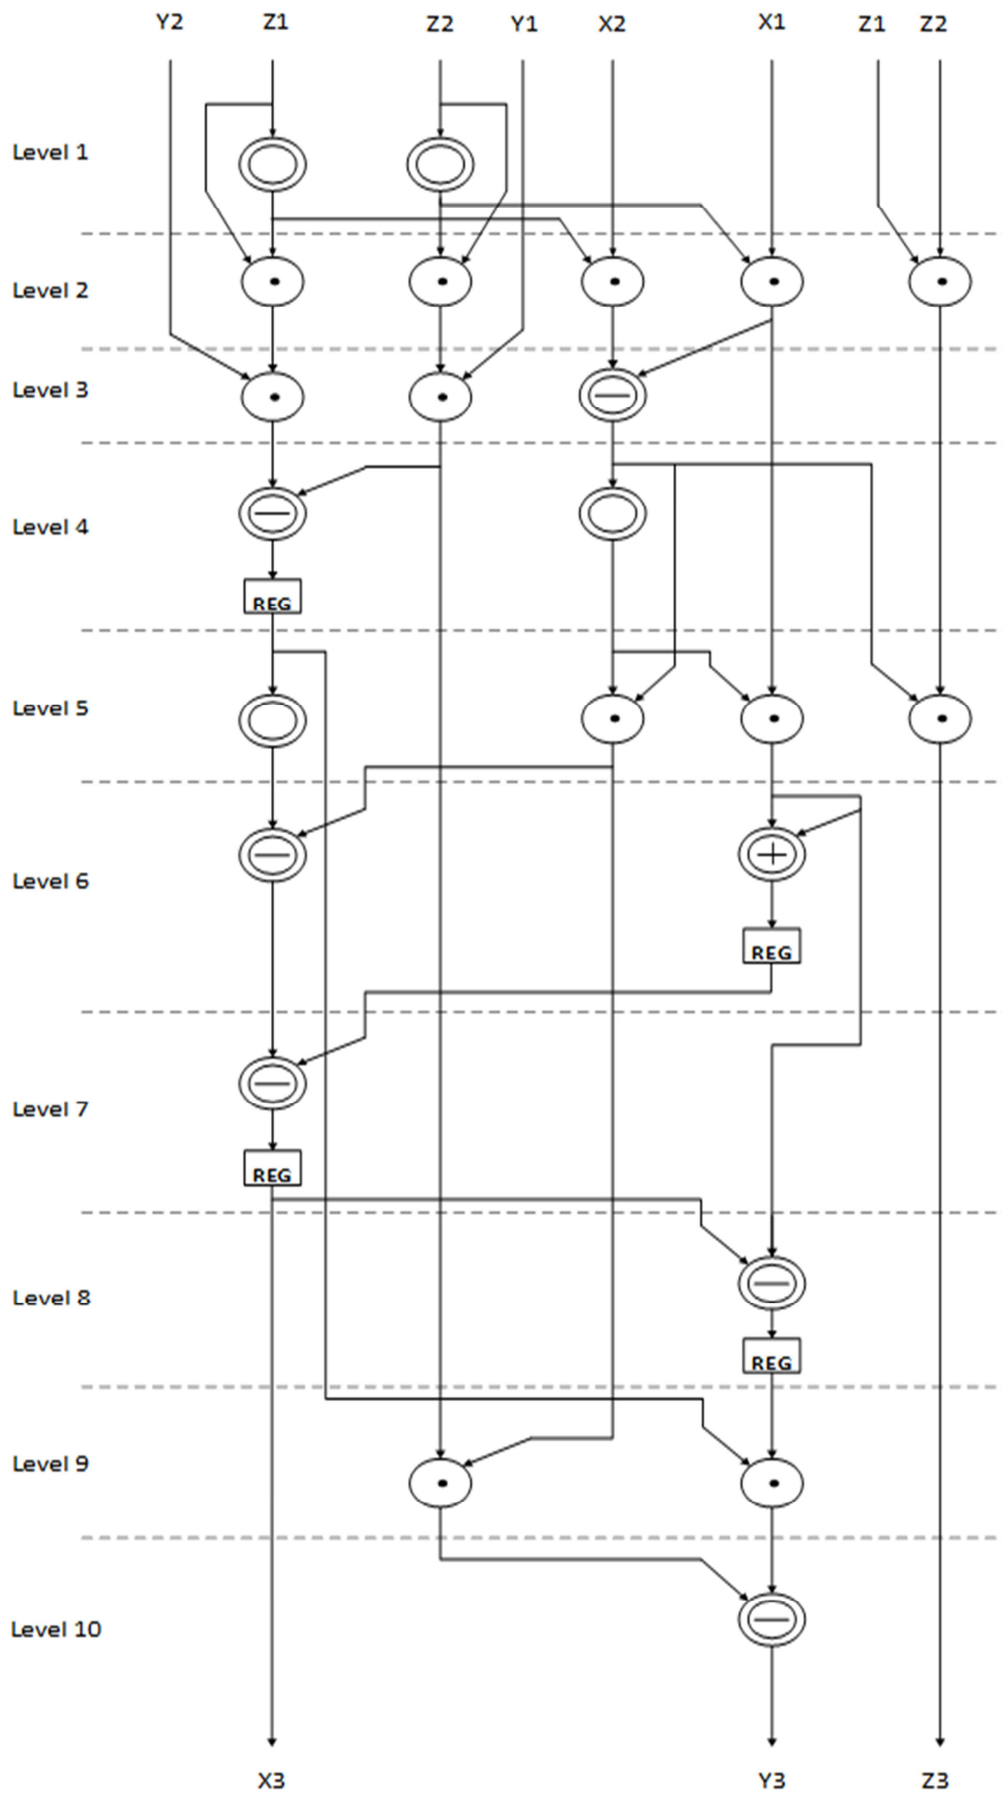 Y2 Z1 Z2 Y1 X2 X1 Z1 Z2
Level 1
Level 2
Level 3
Level 4
REG
Level 5
Level 6
REG
Level 7
REG
Level 8
REG
Level 9
Level 10
X3 Y3 Z3